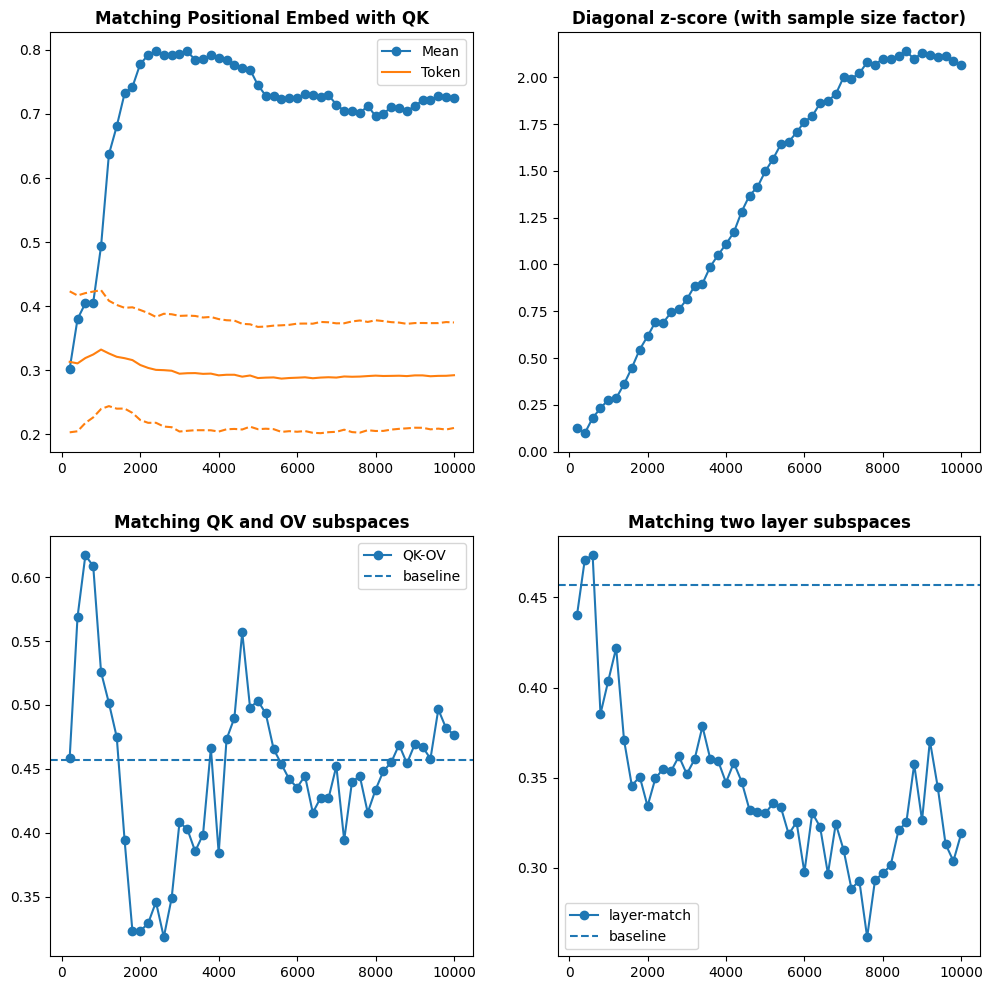 Matching Positional Embed with QK
0.8
0.7
0.6
0.5
0.4
0.3
0.2
Mean
Token
0 2000 4000 6000 8000 10000
Diagonal z-score (with sample size factor)
2.00
1.75
1.50
1.25
1.00
0.75
0.50
0.25
0.00
0 2000 4000 6000 8000 10000
Matching QK and OV subspaces
0.60
0.55
0.50
0.45
0.40
0.35
QK-OV
baseline
0 2000 4000 6000 8000 10000
Matching two layer subspaces
0.45
0.40
0.35
0.30
layer-match
baseline
0 2000 4000 6000 8000 10000